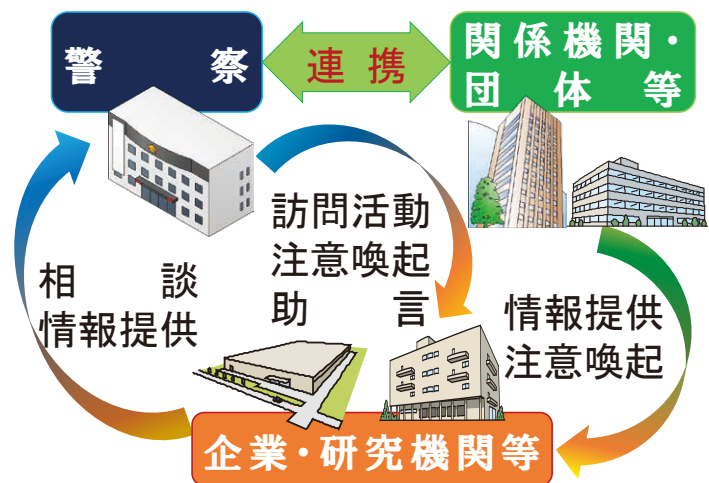 警察
連携
関係機関・
団体等
訪問活動
注意喚起
助言
相談
情報提供
情報提供
注意喚起
企業・研究機関等